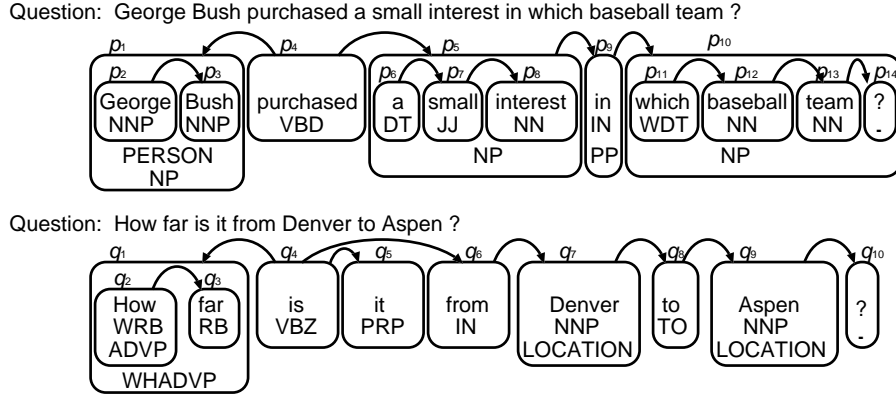 Question: George Bush purchased a small interest in which baseball team ?
p1 p4 p5 p9 p10
p2 p3 p6 p7 p8 p11 p12 p13 p14
George Bush purchased a small interest in which baseball team ?
NNP NNP VBD DT JJ NN IN WDT NN NN -
PERSON NP PP NP
NP
Question: How far is it from Denver to Aspen ?
q1 q4 q5 q6 q7 q8 q9 q10
q2 q3
How far is it from Denver to Aspen ?
WRB RB VBZ PRP IN NNP TO NNP -
ADVP LOCATION LOCATION
WHADVP